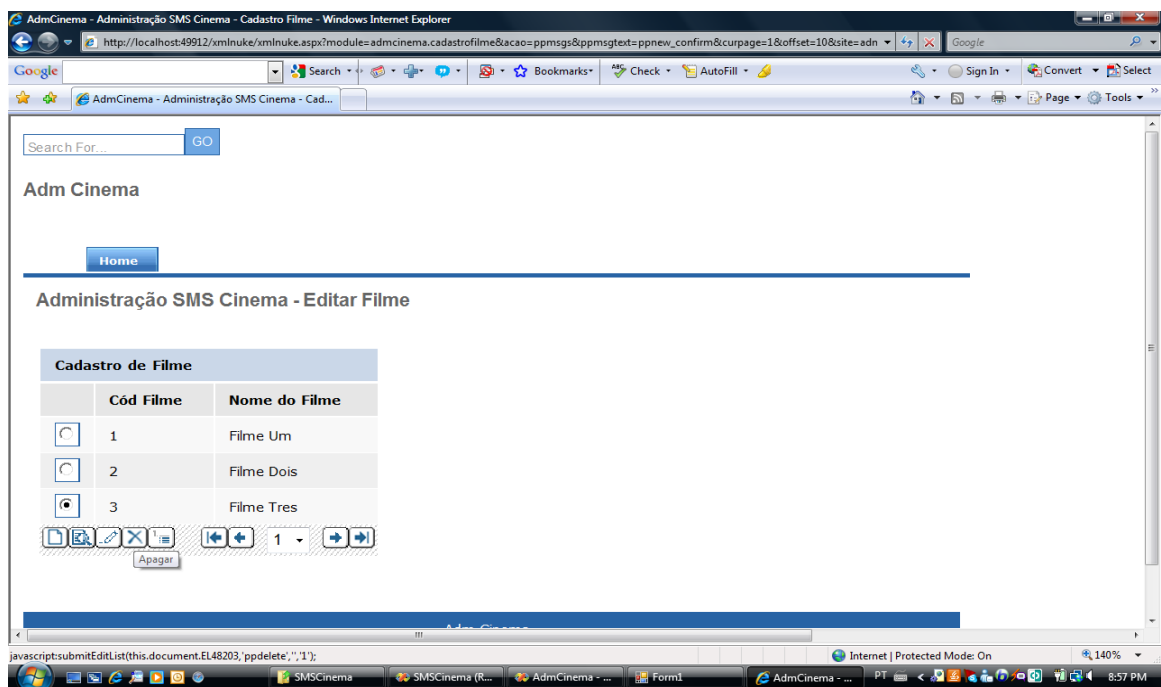 AdmCinema - Administração SMS Cinema - Cadastro Filme - Windows Internet Explorer
http://localhost:49912/xmlnuke/xmlnuke.aspx?module=admcinema.cadastrofilme&acao=ppmsgs&ppmsgtext=ppnew_confirm&curpage=1&offset=10&site=adn
Google
Google Search Bookmarks ABC Check AutoFill Sign In Convert Select
AdmCinema - Administração SMS Cinema - Cad... Page Tools
Search For... GO
Adm Cinema
Home
Administração SMS Cinema - Editar Filme
Cadastro de Filme
Cód Filme Nome do Filme
1 Filme Um
2 Filme Dois
3 Filme Tres
1
Apagar
javascript:submitEditList(this.document.EL48203,'ppdelete','','1'); Internet | Protected Mode: On 140%
SMSCinema SMSCinema (R... AdmCinema - ... Form1 AdmCinema - ... PT 8:57 PM